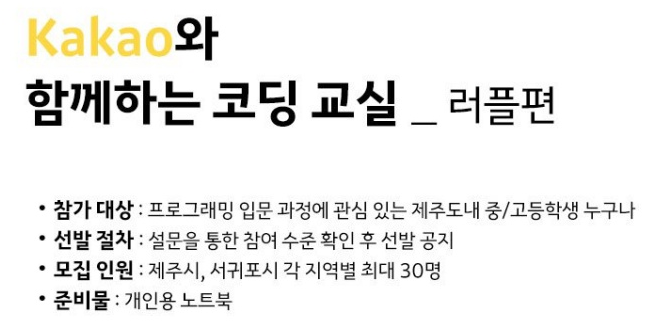 Kakao와
함께하는 코딩 교실 _ 러플편
• 참가 대상 : 프로그래밍 입문 과정에 관심 있는 제주도내 중/고등학생 누구나
• 선발 절차 : 설문을 통한 참여 수준 확인 후 선발 공지
• 모집 인원 : 제주시, 서귀포시 각 지역별 최대 30명
• 준비물 : 개인용 노트북